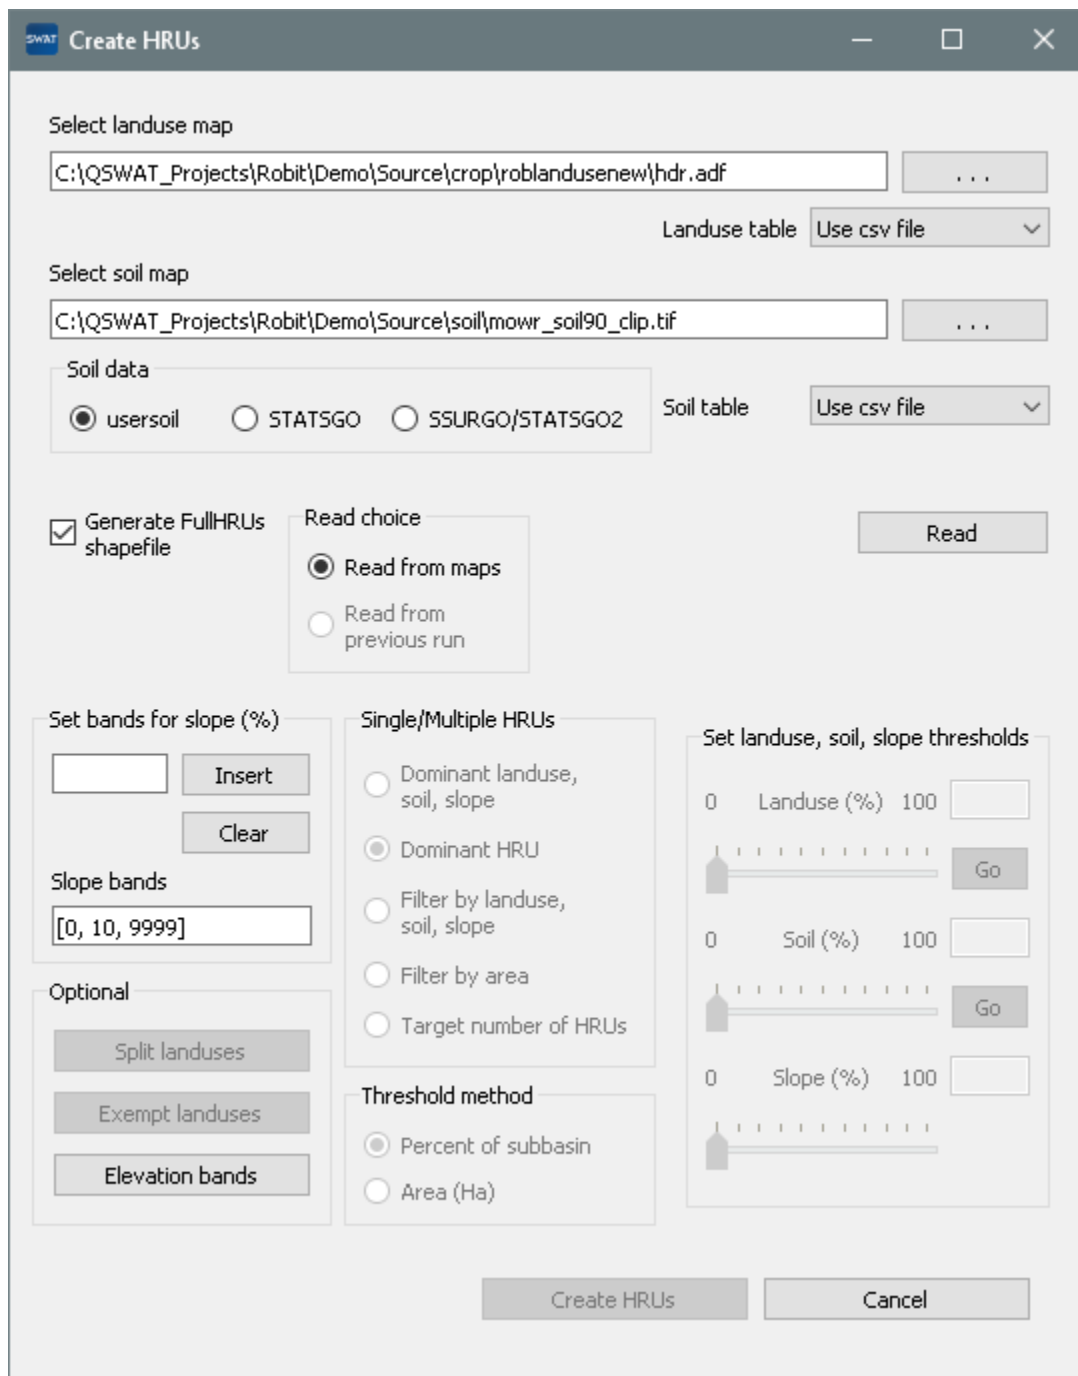 SWAT Create HRUs
Select landuse map
C:\QSWAT_Projects\Robit\Demo\Source\crop\roblandusenew\hdr.adf
. . .
Landuse table Use csv file
Select soil map
C:\QSWAT_Projects\Robit\Demo\Source\soil\mowr_soil90_clip.tif
. . .
Soil data
usersoil STATSGO SSURGO/STATSGO2
Soil table Use csv file
Generate FullHRUs
shapefile
Read choice
Read from maps
Read from
previous run
Read
Set bands for slope (%)
Insert
Clear
Slope bands
[0, 10, 9999]
Optional
Split landuses
Exempt landuses
Elevation bands
Single/Multiple HRUs
Dominant landuse,
soil, slope
Dominant HRU
Filter by landuse,
soil, slope
Filter by area
Target number of HRUs
Threshold method
Percent of subbasin
Area (Ha)
Set landuse, soil, slope thresholds
0 Landuse (%) 100
Go
0 Soil (%) 100
Go
0 Slope (%) 100
Create HRUs
Cancel